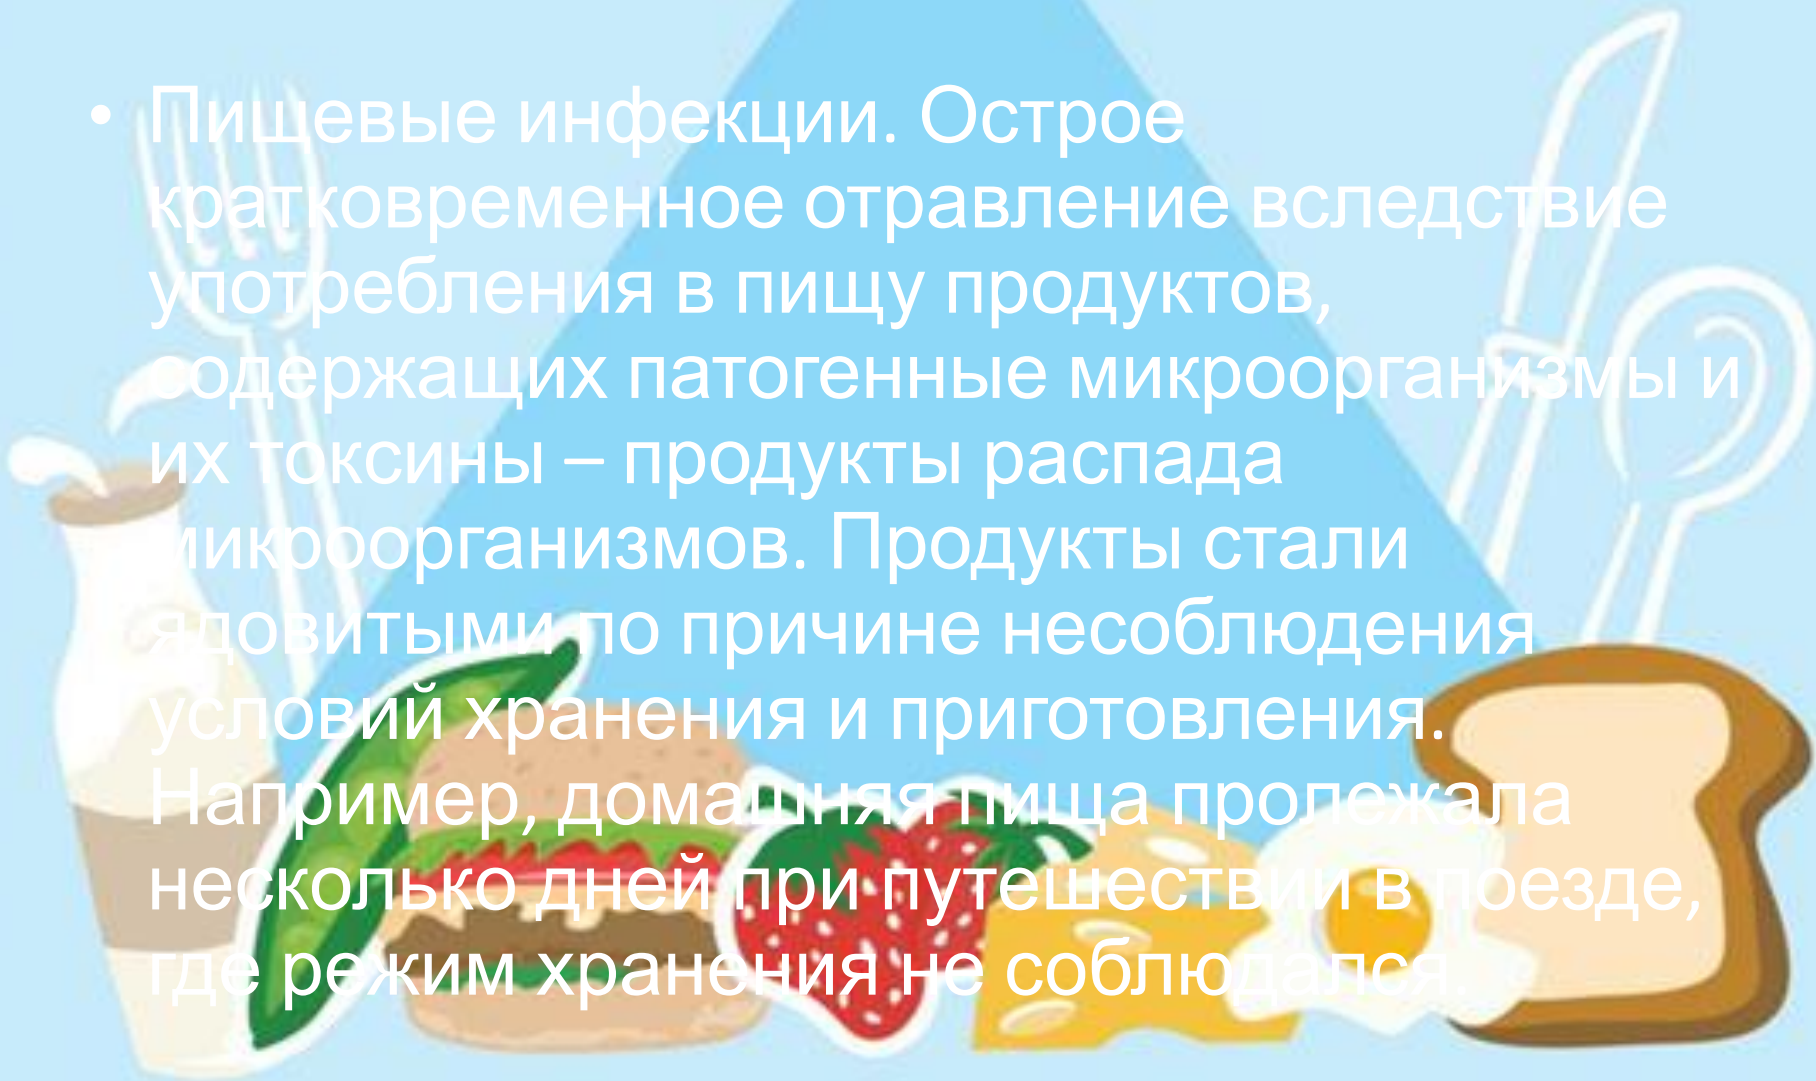 • Пищевые инфекции. Острое
кратковременное отравление вследствие
употребления в пищу продуктов,
содержащих патогенные микроорганизмы и
их токсины – продукты распада
микроорганизмов. Продукты стали
ядовитыми по причине несоблюдения
условий хранения и приготовления.
Например, домашняя пища пролежала
несколько дней при путешествии в поезде,
где режим хранения не соблюдался.